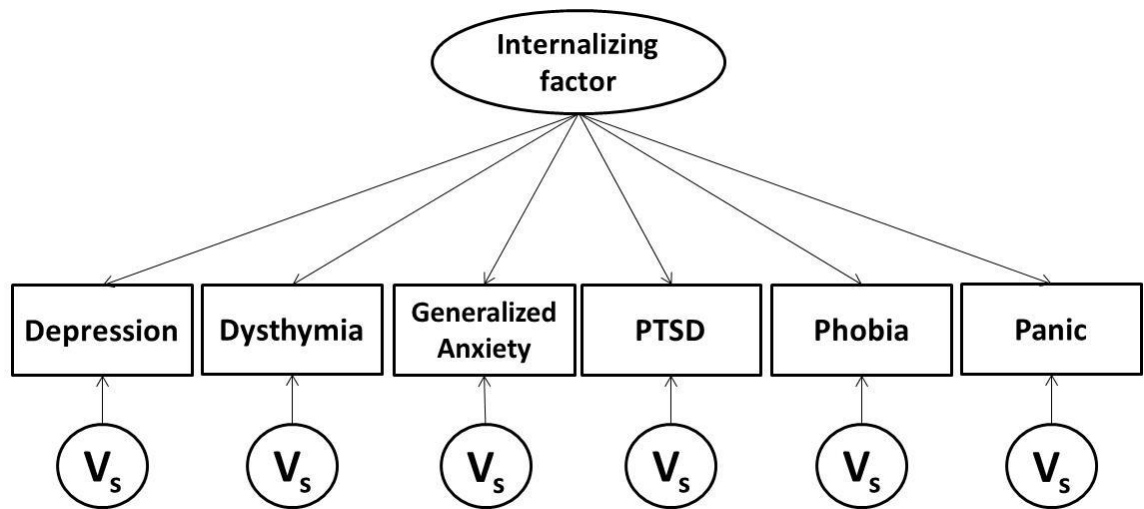 Internalizing
factor
Depression
Dysthymia
Generalized
Anxiety
PTSD
Phobia
Panic
Vs
Vs
Vs
Vs
Vs
Vs